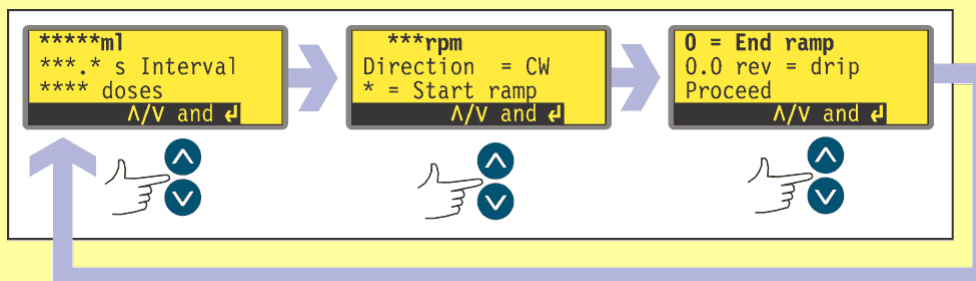 *****ml
***.* s Interval
**** doses
Λ/V and ↲
***rpm
Direction = CW
* = Start ramp
Λ/V and ↲
0 = End ramp
0.0 rev = drip
Proceed
Λ/V and ↲